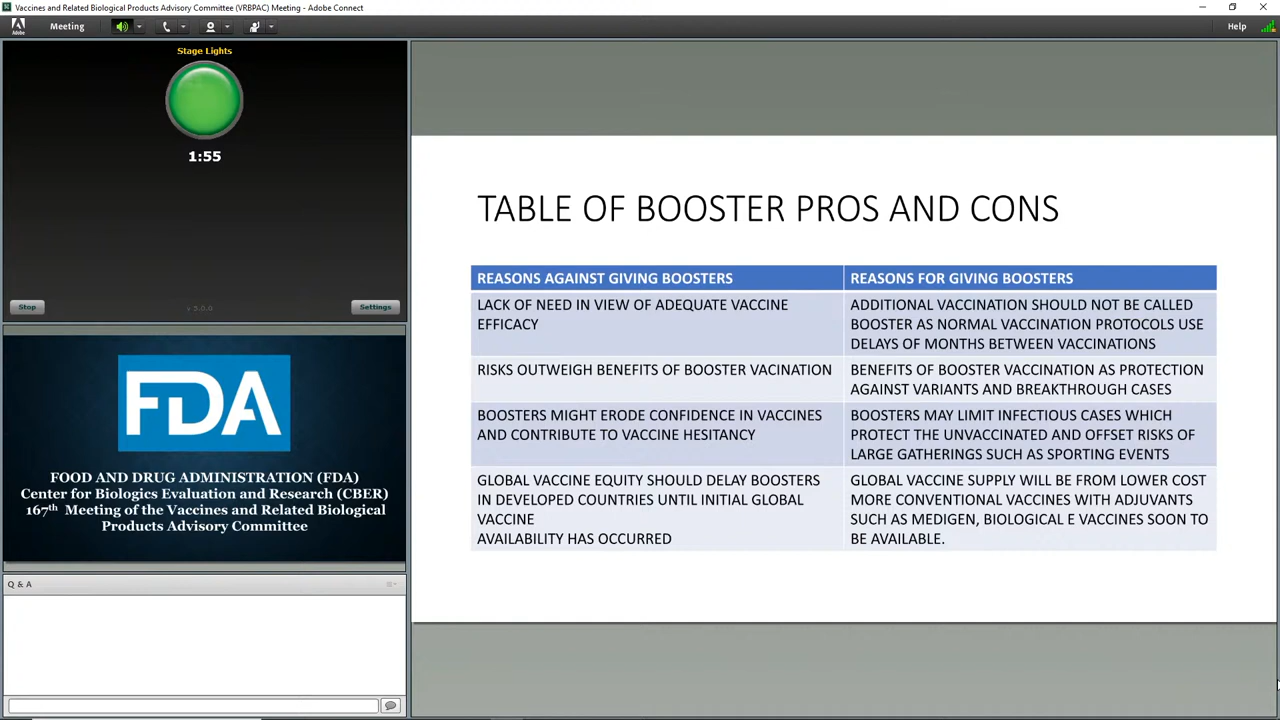 Vaccines and Related Biological Products Advisory Committee (VRBPAC) Meeting - Adobe Connect
Adobe
Meeting
Help
Stage Lights
1:55
Stop
v 5.0.0
Settings
FDA
FOOD AND DRUG ADMINISTRATION (FDA)
Center for Biologics Evaluation and Research (CBER)
167th Meeting of the Vaccines and Related Biological
Products Advisory Committee
Q & A
TABLE OF BOOSTER PROS AND CONS
REASONS AGAINST GIVING BOOSTERS
REASONS FOR GIVING BOOSTERS
LACK OF NEED IN VIEW OF ADEQUATE VACCINE
EFFICACY
ADDITIONAL VACCINATION SHOULD NOT BE CALLED
BOOSTER AS NORMAL VACCINATION PROTOCOLS USE
DELAYS OF MONTHS BETWEEN VACCINATIONS
RISKS OUTWEIGH BENEFITS OF BOOSTER VACINATION
BENEFITS OF BOOSTER VACCINATION AS PROTECTION
AGAINST VARIANTS AND BREAKTHROUGH CASES
BOOSTERS MIGHT ERODE CONFIDENCE IN VACCINES
AND CONTRIBUTE TO VACCINE HESITANCY
BOOSTERS MAY LIMIT INFECTIOUS CASES WHICH
PROTECT THE UNVACCINATED AND OFFSET RISKS OF
LARGE GATHERINGS SUCH AS SPORTING EVENTS
GLOBAL VACCINE EQUITY SHOULD DELAY BOOSTERS
IN DEVELOPED COUNTRIES UNTIL INITIAL GLOBAL
VACCINE
AVAILABILITY HAS OCCURRED
GLOBAL VACCINE SUPPLY WILL BE FROM LOWER COST
MORE CONVENTIONAL VACCINES WITH ADJUVANTS
SUCH AS MEDIGEN, BIOLOGICAL E VACCINES SOON TO
BE AVAILABLE.